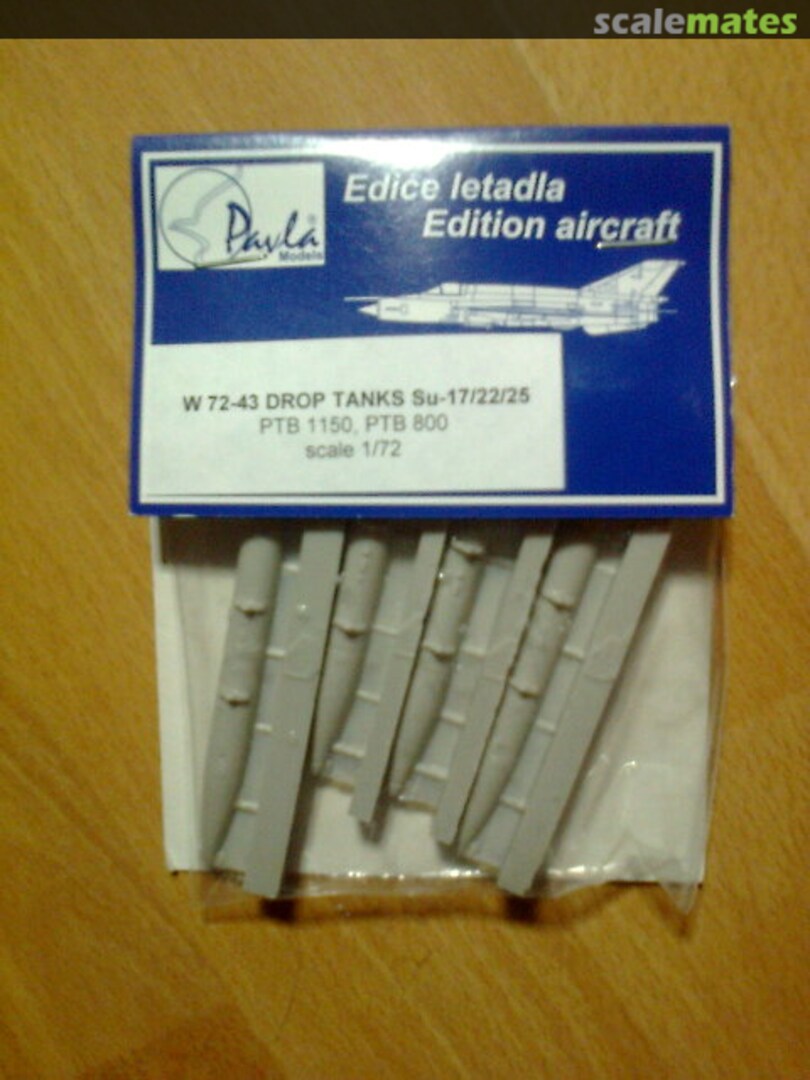 scalemates
Edice letadla
Edition aircraft
Pavla®
Models
W 72-43 DROP TANKS Su-17/22/25
PTB 1150, PTB 800
scale 1/72